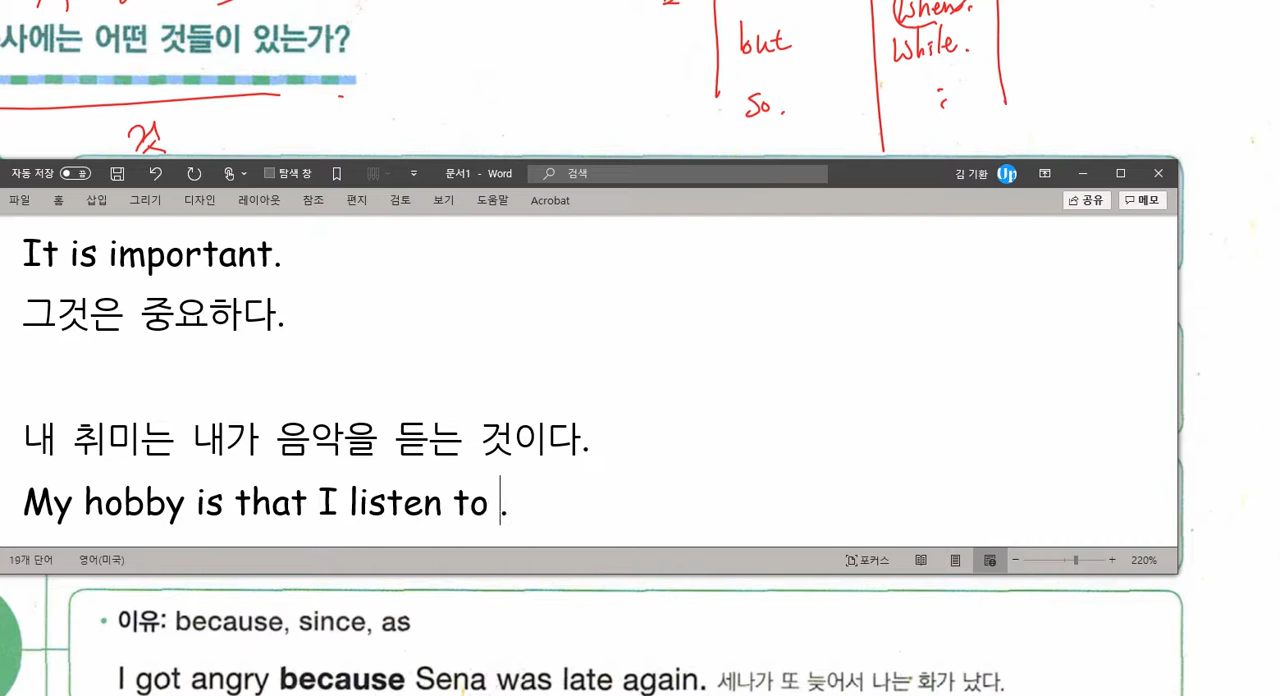 when.
사에는 어떤 것들이 있는가?
but
while.
so.
것
자동 저장 끔 탐색 창 문서1 - Word 검색 김 기환 Up
파일 홈 삽입 그리기 디자인 레이아웃 참조 편지 검토 보기 도움말 Acrobat 공유 메모
It is important.
그것은 중요하다.
내 취미는 내가 음악을 듣는 것이다.
My hobby is that I listen to .
19개 단어 영어(미국) 포커스 220%
• 이유: because, since, as
I got angry because Sena was late again. 세나가 또 늦어서 나는 화가 났다.